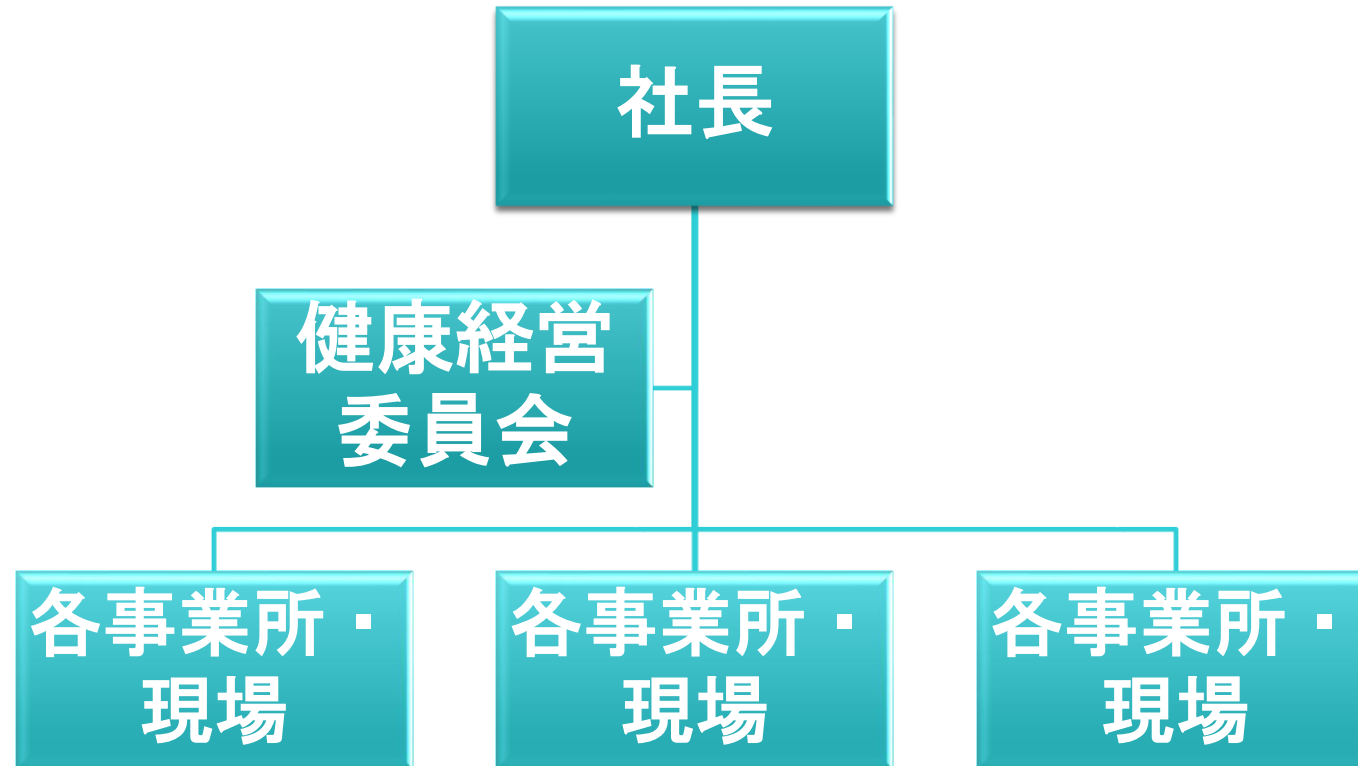 社長
健康経営
委員会
各事業所・
現場
各事業所・
現場
各事業所・
現場